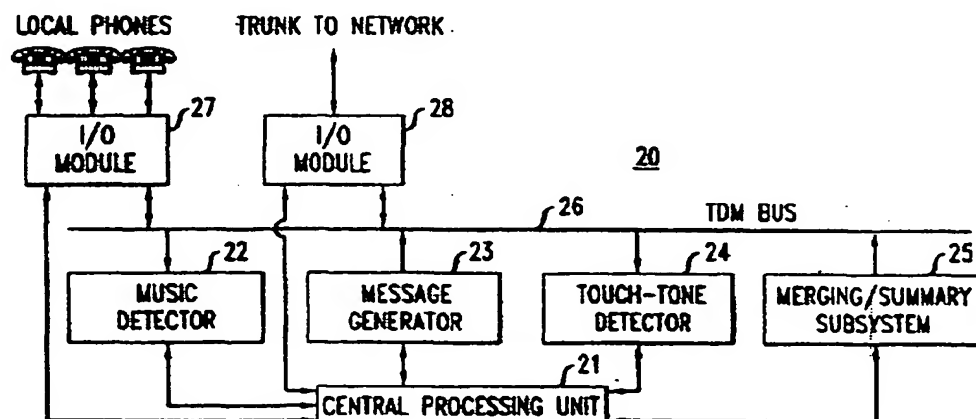 LOCAL PHONES
TRUNK TO NETWORK
I/O
MODULE
27
I/O
MODULE
28
20
26
TDM BUS
MUSIC
DETECTOR
22
MESSAGE
GENERATOR
23
TOUCH-TONE
DETECTOR
24
MERGING/SUMMARY
SUBSYSTEM
25
CENTRAL PROCESSING UNIT
21